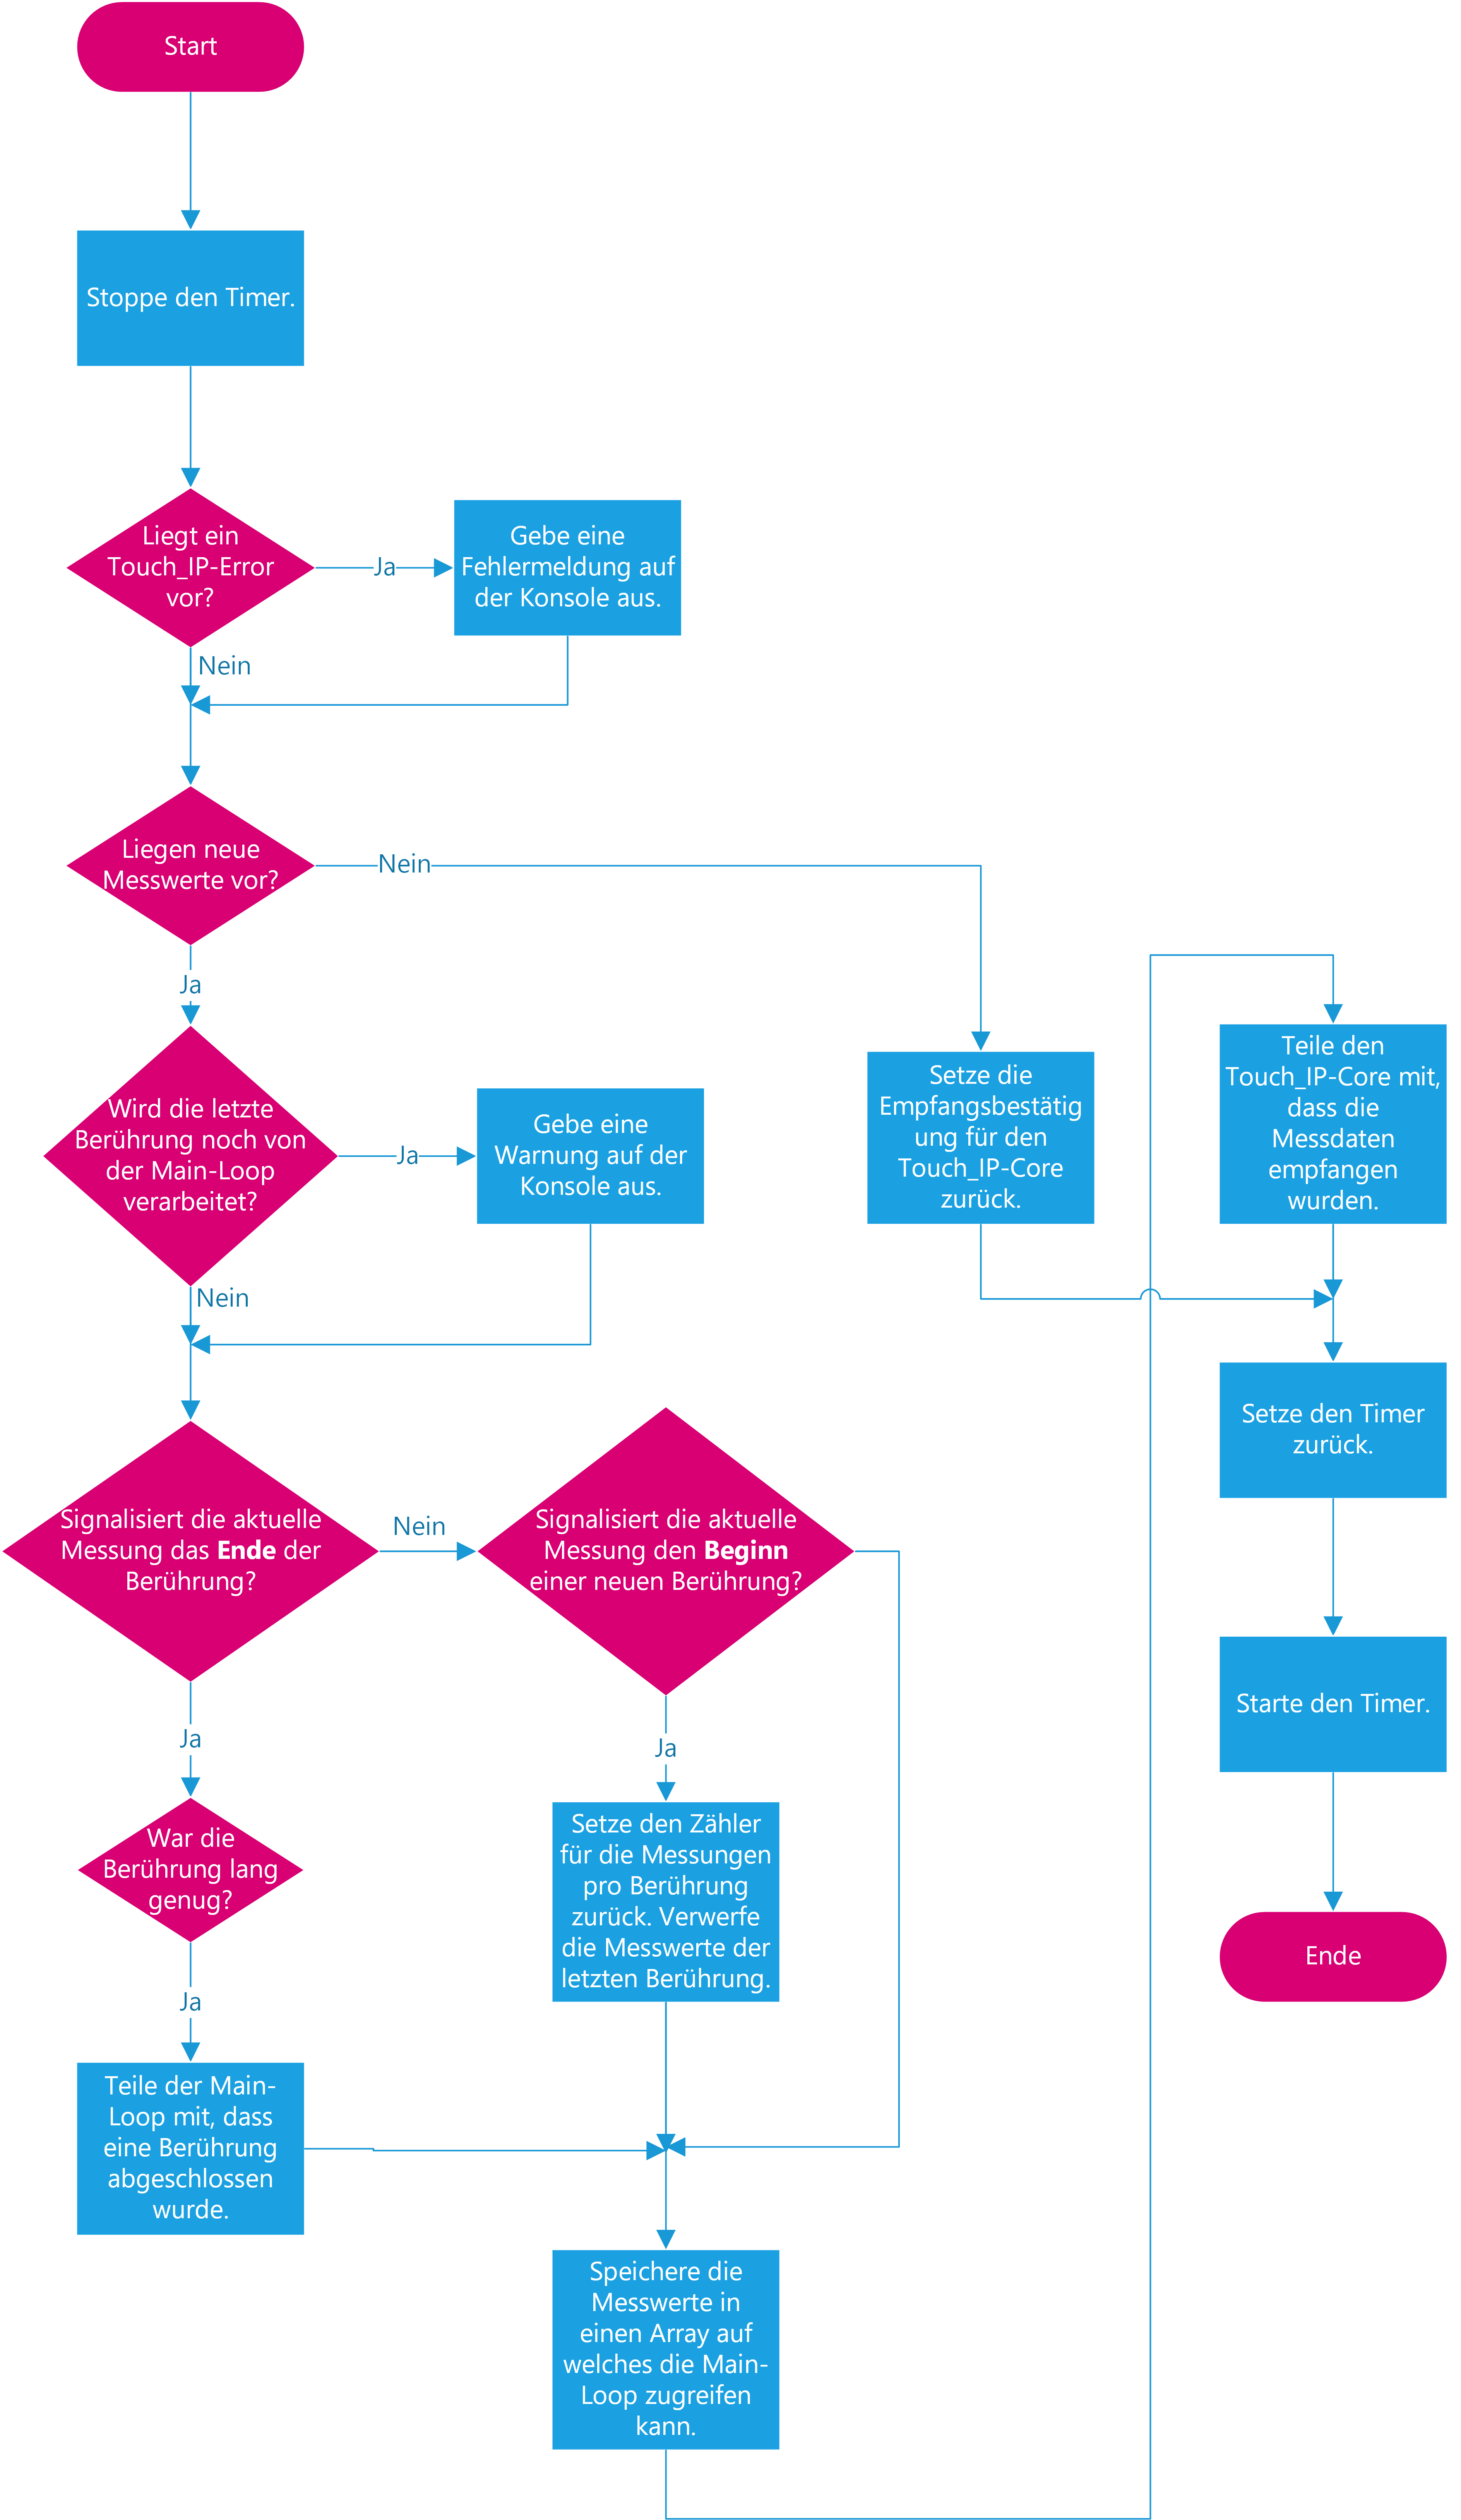 Start
Stoppe den Timer.
Liegt ein
Touch_IP-Error
vor?
Ja
Gebe eine
Fehlermeldung auf
der Konsole aus.
Nein
Liegen neue
Messwerte vor?
Nein
Ja
Wird die letzte
Berührung noch von
der Main-Loop
verarbeitet?
Ja
Gebe eine
Warnung auf der
Konsole aus.
Nein
Setze die
Empfangsbestätig
ung für den
Touch_IP-Core
zurück.
Teile den
Touch_IP-Core mit,
dass die
Messdaten
empfangen
wurden.
Setze den Timer
zurück.
Starte den Timer.
Ende
Signalisiert die aktuelle
Messung das Ende der
Berührung?
Nein
Signalisiert die aktuelle
Messung den Beginn
einer neuen Berührung?
Ja
Ja
War die
Berührung lang
genug?
Setze den Zähler
für die Messungen
pro Berührung
zurück. Verwerfe
die Messwerte der
letzten Berührung.
Ja
Teile der Main-
Loop mit, dass
eine Berührung
abgeschlossen
wurde.
Speichere die
Messwerte in
einen Array auf
welches die Main-
Loop zugreifen
kann.